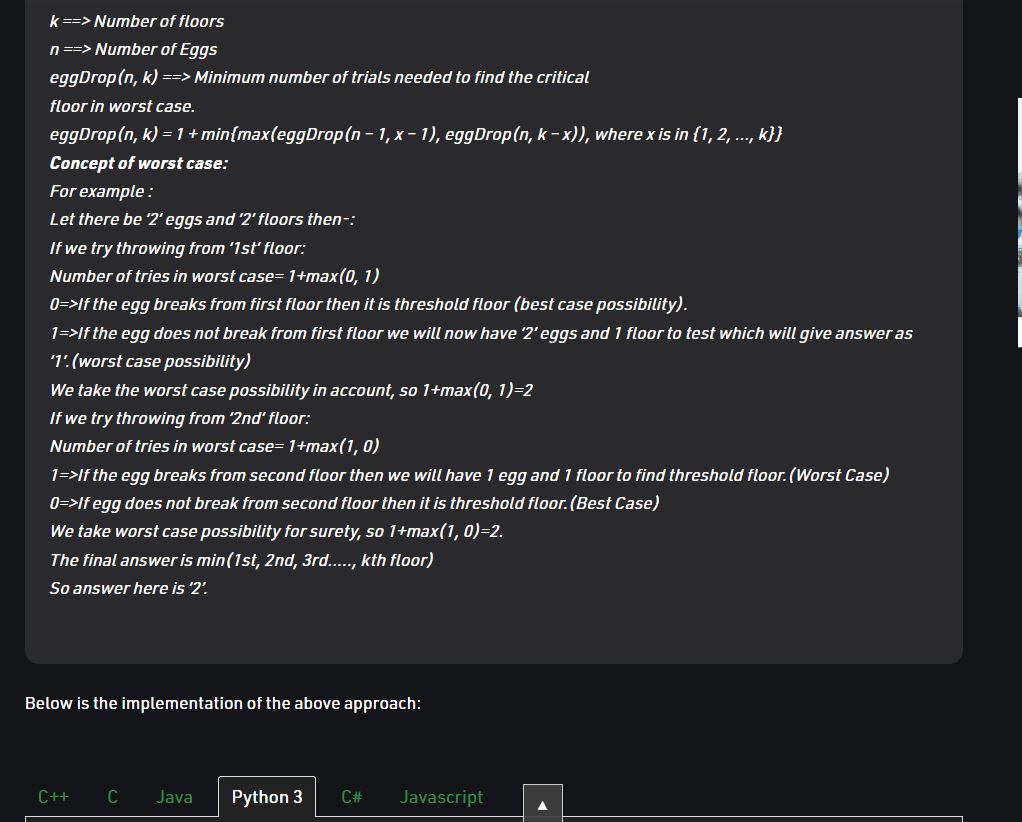 k ==> Number of floors
n ==> Number of Eggs
eggDrop(n, k) ==> Minimum number of trials needed to find the critical
floor in worst case.
eggDrop(n, k) = 1 + min{max(eggDrop(n – 1, x – 1), eggDrop(n, k – x)), where x is in {1, 2, …, k}}
Concept of worst case:
For example :
Let there be ‘2’ eggs and ‘2’ floors then-:
If we try throwing from ‘1st’ floor:
Number of tries in worst case= 1+max(0, 1)
0=>If the egg breaks from first floor then it is threshold floor (best case possibility).
1=>If the egg does not break from first floor we will now have ‘2’ eggs and 1 floor to test which will give answer as
‘1’.(worst case possibility)
We take the worst case possibility in account, so 1+max(0, 1)=2
If we try throwing from ‘2nd’ floor:
Number of tries in worst case= 1+max(1, 0)
1=>If the egg breaks from second floor then we will have 1 egg and 1 floor to find threshold floor.(Worst Case)
0=>If egg does not break from second floor then it is threshold floor.(Best Case)
We take worst case possibility for surety, so 1+max(1, 0)=2.
The final answer is min(1st, 2nd, 3rd….., kth floor)
So answer here is ‘2’.
Below is the implementation of the above approach:
C++ C Java Python 3 C# Javascript